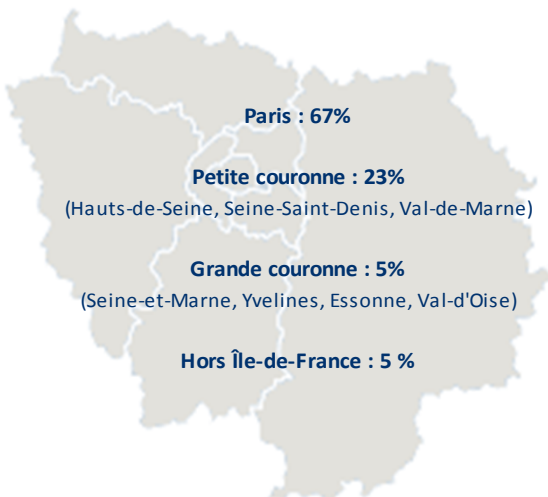 Paris : 67%
Petite couronne : 23%
(Hauts-de-Seine, Seine-Saint-Denis, Val-de-Marne)
Grande couronne : 5%
(Seine-et-Marne, Yvelines, Essonne, Val-d'Oise)
Hors Île-de-France : 5 %